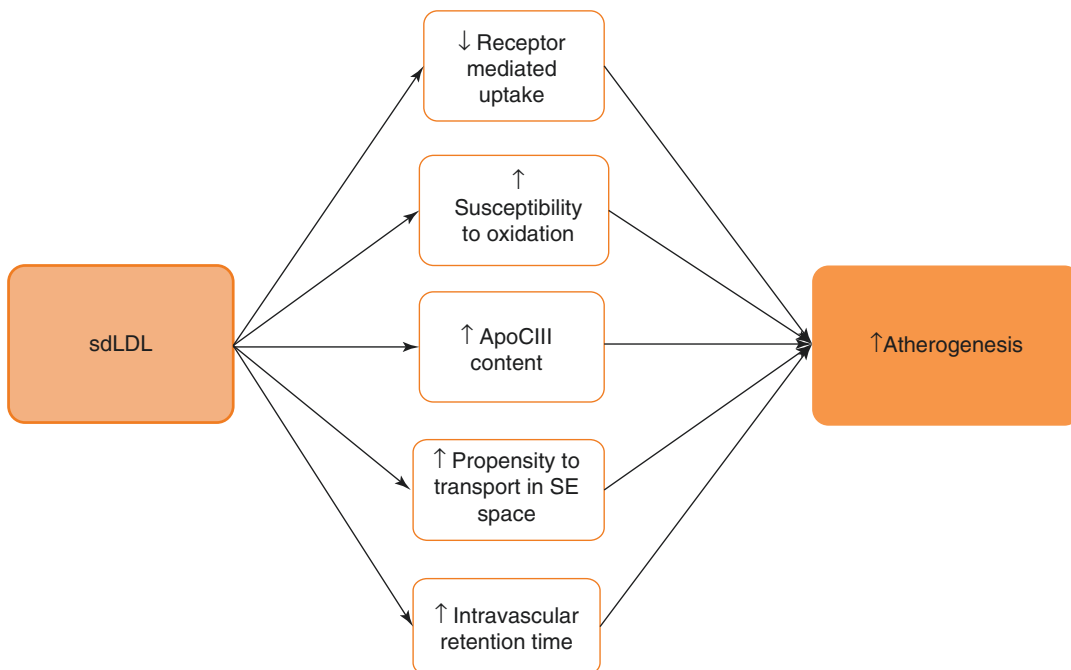 ↓ Receptor
mediated
uptake
↑
Susceptibility
to oxidation
sdLDL
↑ ApoCIII
content
↑Atherogenesis
↑ Propensity to
transport in SE
space
↑ Intravascular
retention time